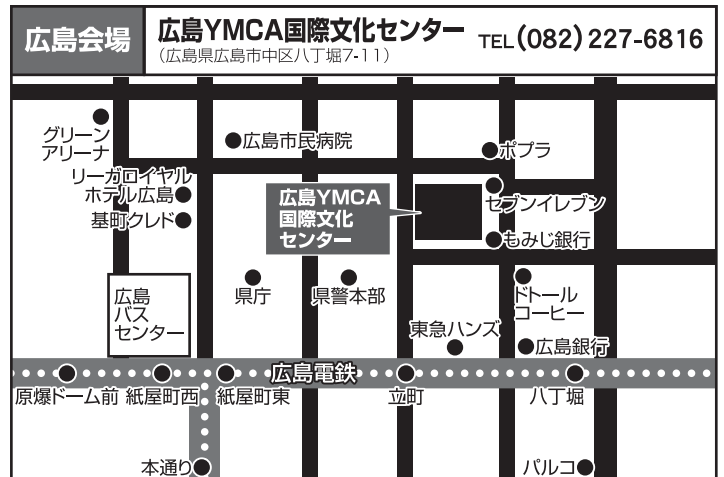 広島会場
広島YMCA国際文化センター TEL(082)227-6816
(広島県広島市中区八丁堀7-11)
グリーン
アリーナ
広島市民病院
ポプラ
リーガロイヤル
ホテル広島
基町クレド
広島YMCA
国際文化
センター
セブンイレブン
もみじ銀行
広島
バス
センター
県庁
県警本部
ドトール
コーヒー
東急ハンズ
広島銀行
広島電鉄
原爆ドーム前
紙屋町西
紙屋町東
立町
八丁堀
本通り
パルコ